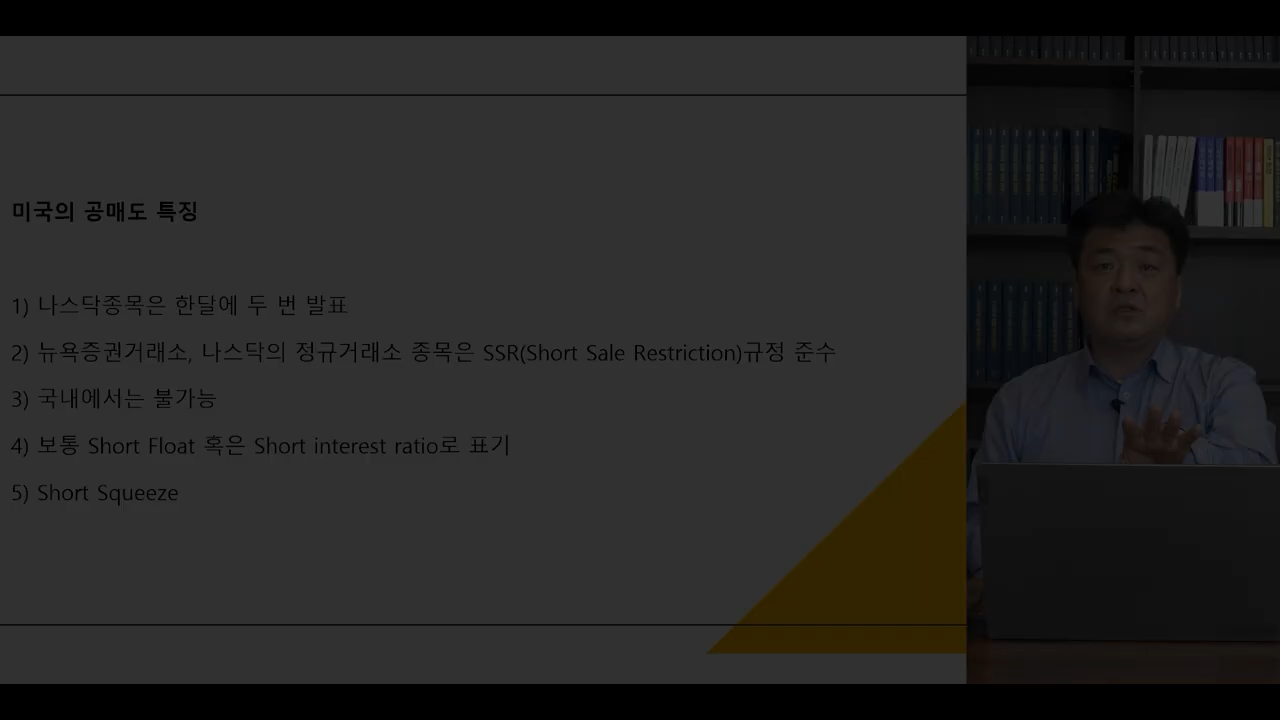 미국의 공매도 특징
1) 나스닥종목은 한달에 두 번 발표
2) 뉴욕증권거래소, 나스닥의 정규거래소 종목은 SSR(Short Sale Restriction)규정 준수
3) 국내에서는 불가능
4) 보통 Short Float 혹은 Short interest ratio로 표기
5) Short Squeeze